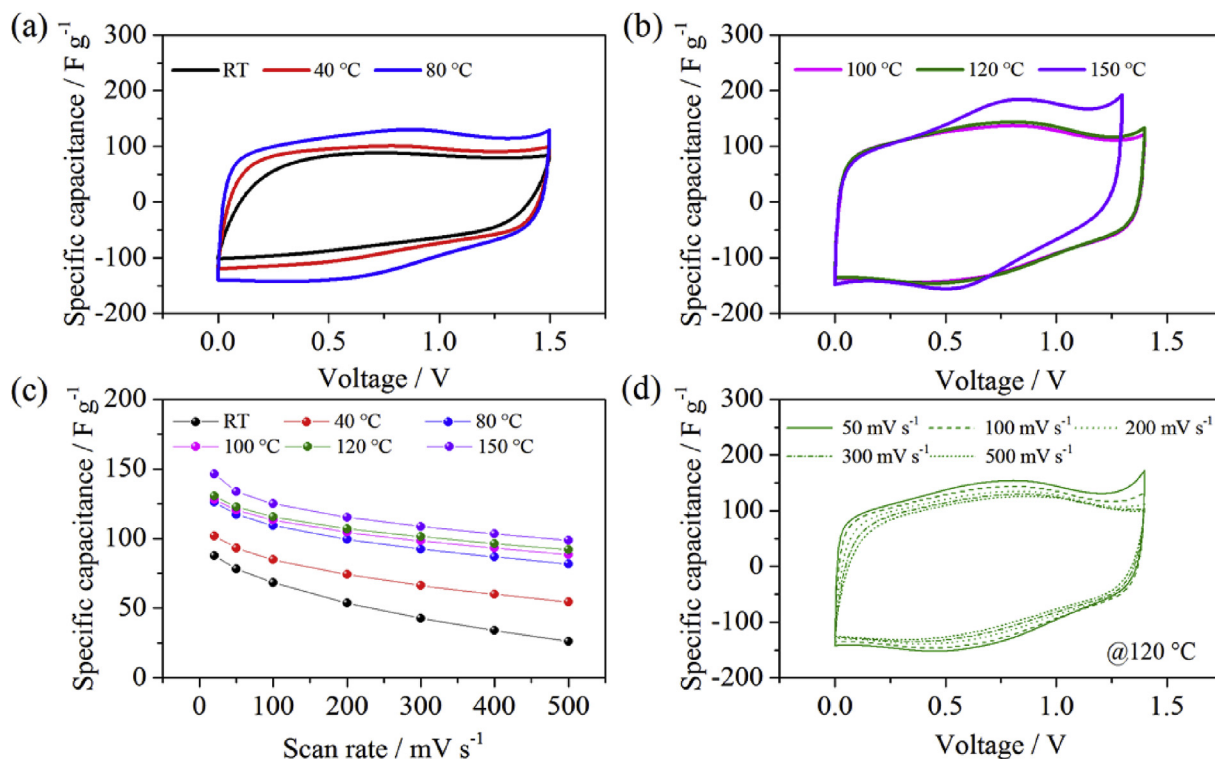 (a)
300
200
100
0
-100
-200
Specific capacitance / F g⁻¹
RT 40 °C 80 °C
0.0 0.5 1.0 1.5
Voltage / V
(b)
300
200
100
0
-100
-200
Specific capacitance / F g⁻¹
100 °C 120 °C 150 °C
0.0 0.5 1.0 1.5
Voltage / V
(c)
200
150
100
50
0
Specific capacitance / F g⁻¹
RT 40 °C 80 °C
100 °C 120 °C 150 °C
0 100 200 300 400 500
Scan rate / mV s⁻¹
(d)
300
200
100
0
-100
-200
Specific capacitance / F g⁻¹
50 mV s⁻¹ 100 mV s⁻¹ 200 mV s⁻¹
300 mV s⁻¹ 500 mV s⁻¹
@120 °C
0.0 0.5 1.0 1.5
Voltage / V